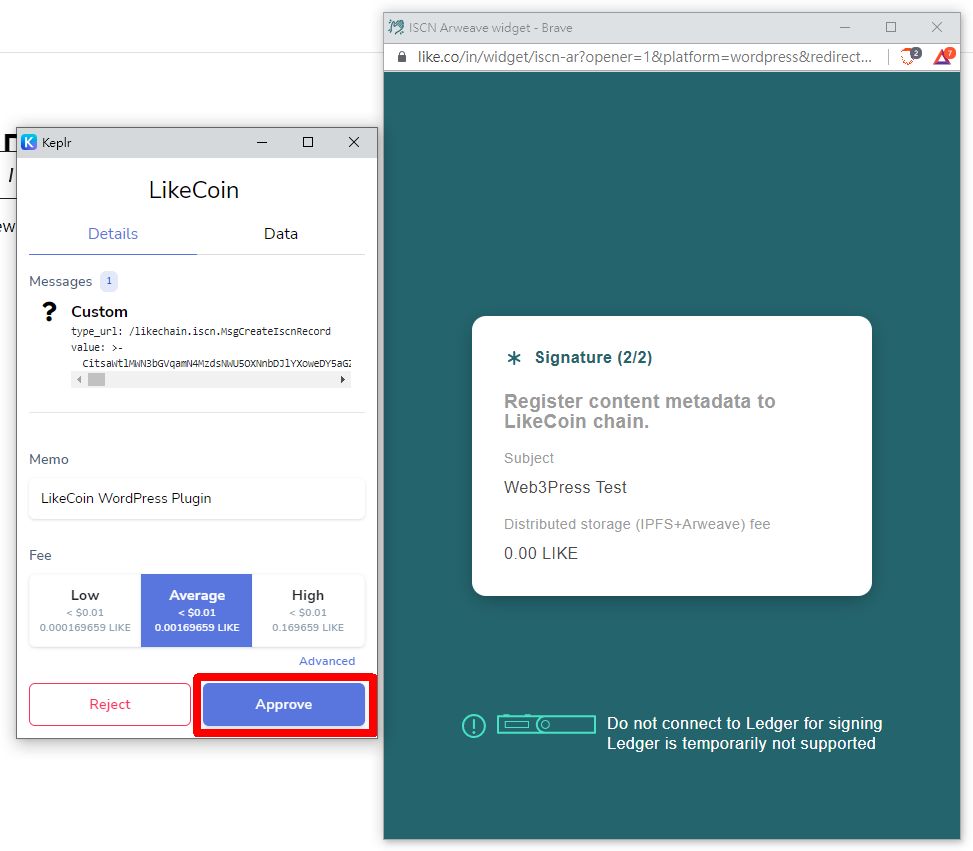 ISCN Arweave widget - Brave
like.co/in/widget/iscn-ar?opener=1&platform=wordpress&redirect...
2
7
Keplr
LikeCoin
Details
Data
Messages 1
? Custom
type_url: /likechain.iscn.MsgCreateIscnRecord
value: >-
Memo
LikeCoin WordPress Plugin
Fee
Low
< $0.01
0.000169659 LIKE
Average
< $0.01
0.00169659 LIKE
High
< $0.01
0.169659 LIKE
Advanced
Reject
Approve
Signature (2/2)
Register content metadata to
LikeCoin chain.
Subject
Web3Press Test
Distributed storage (IPFS+Arweave) fee
0.00 LIKE
Do not connect to Ledger for signing
Ledger is temporarily not supported